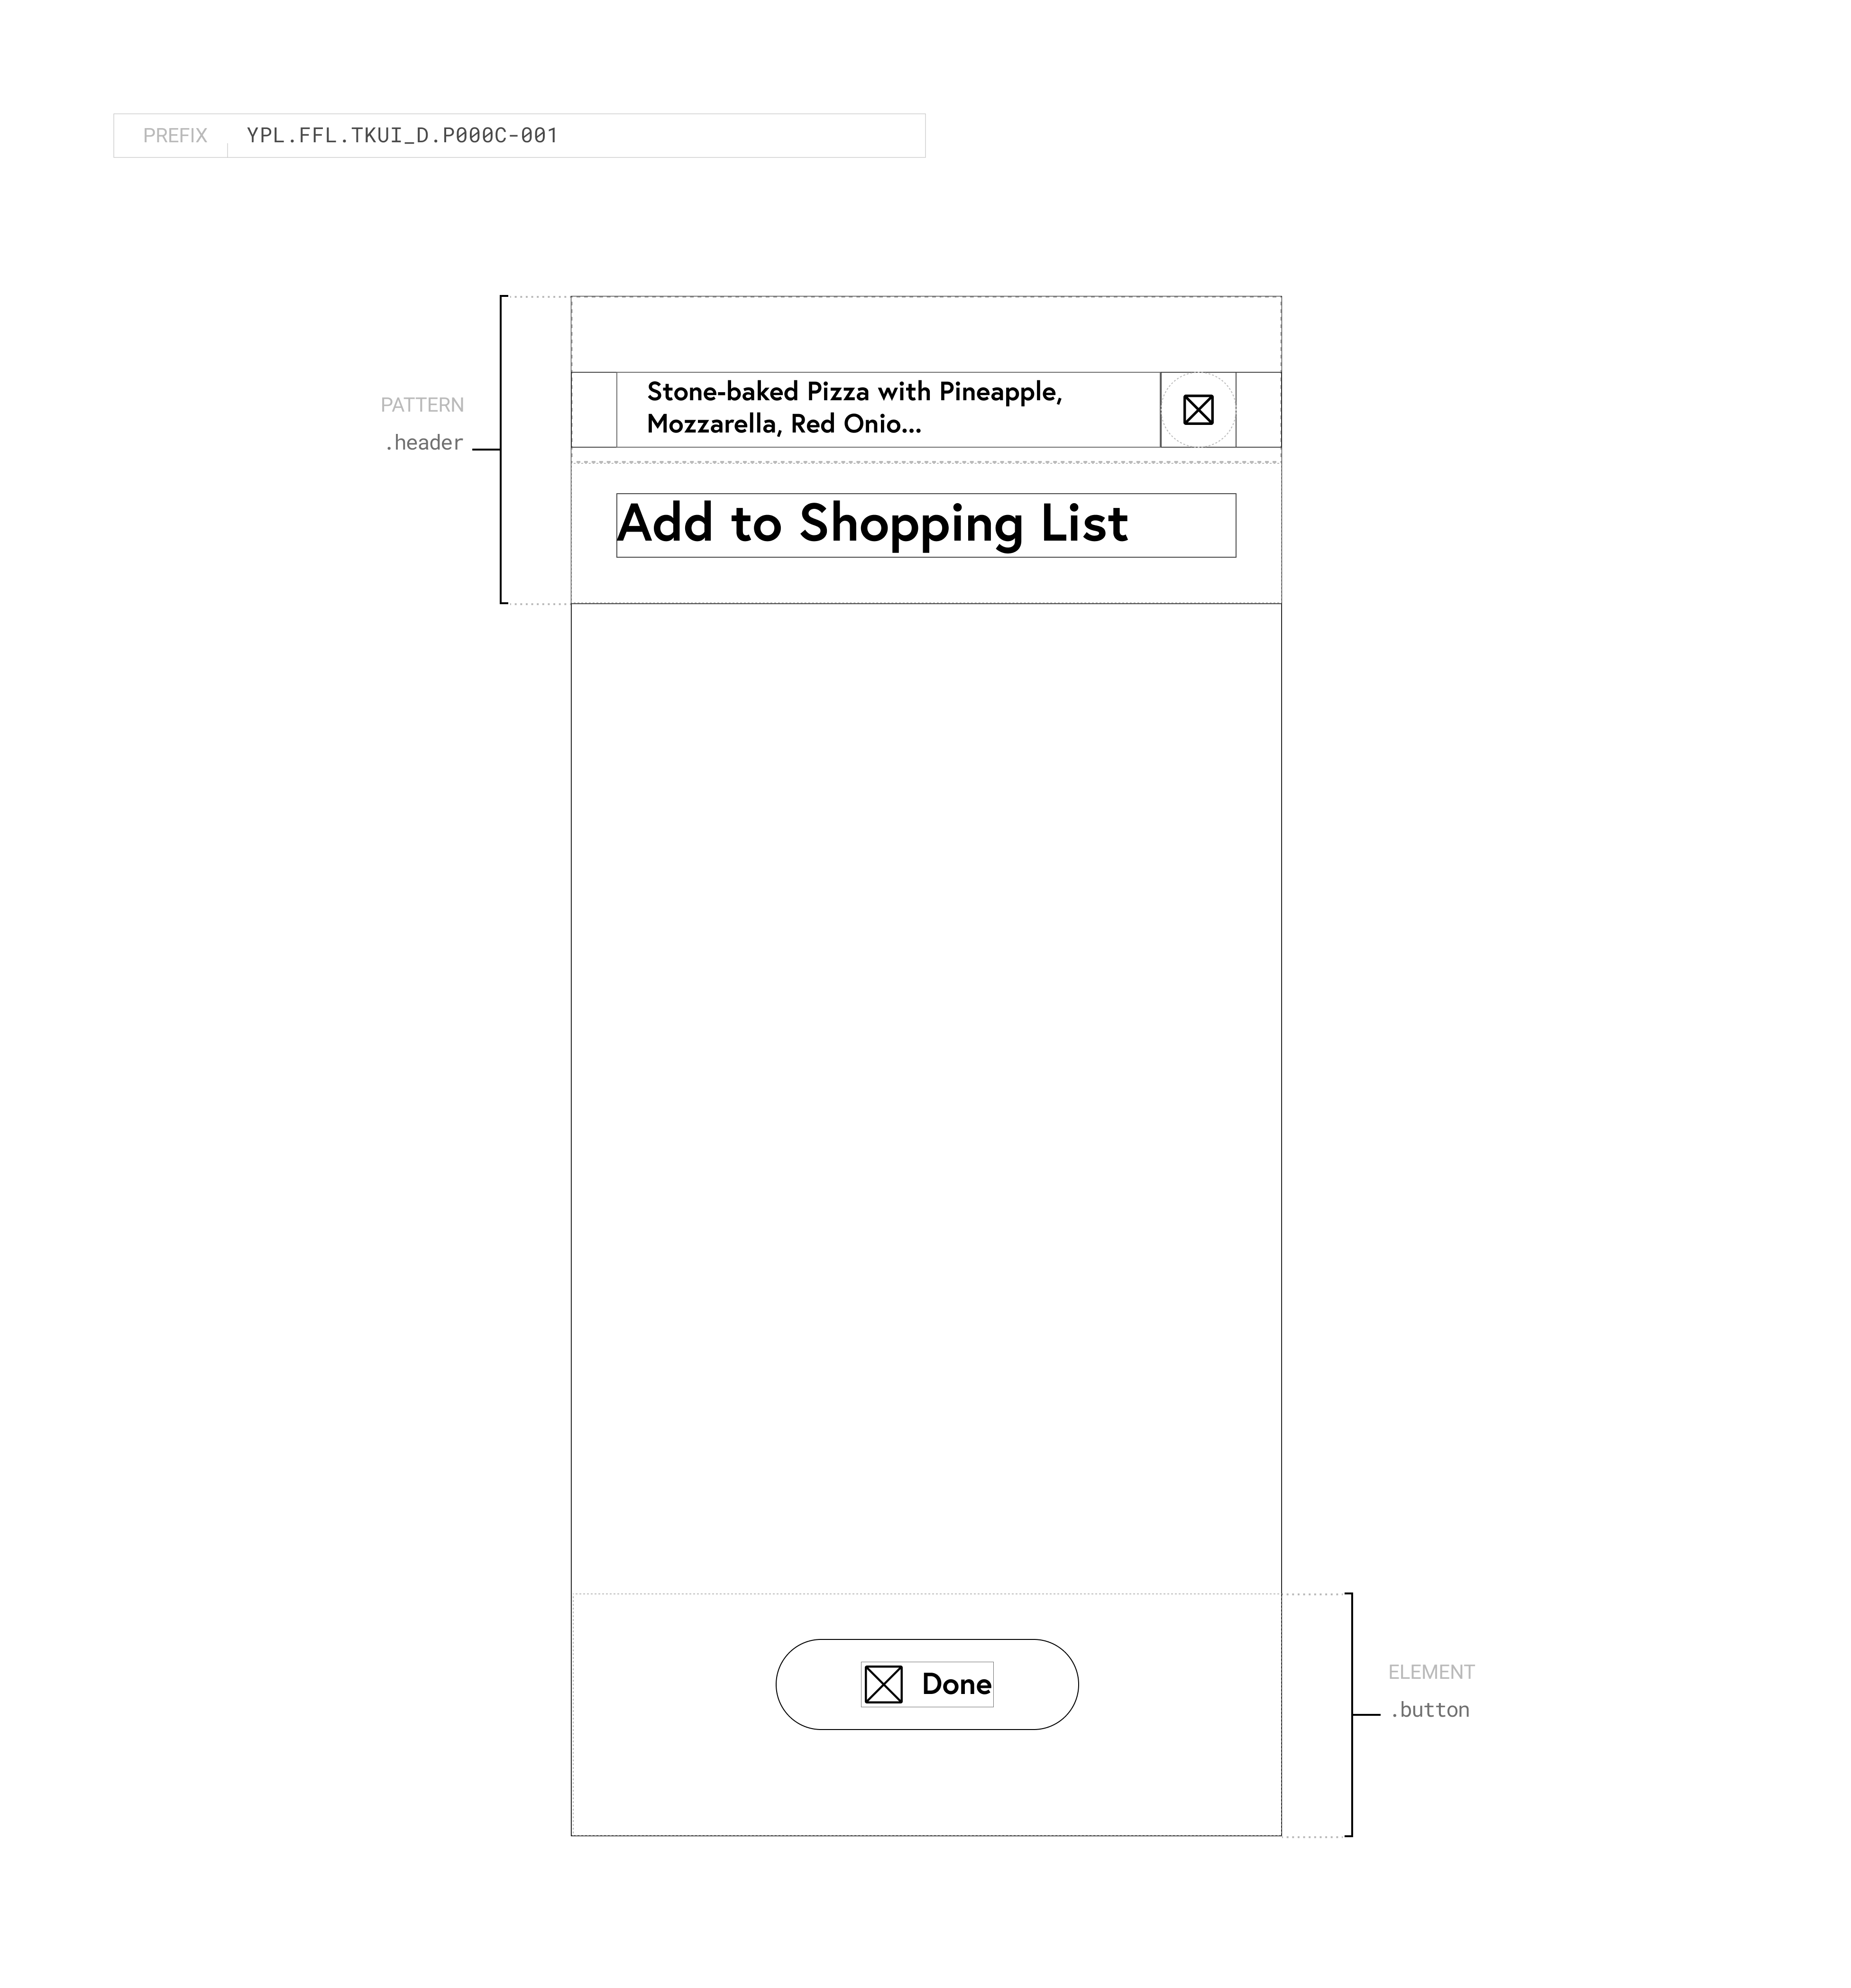 PREFIX YPL.FFL.TKUI_D.P000C-001
PATTERN
.header
Stone-baked Pizza with Pineapple,
Mozzarella, Red Onio...
Add to Shopping List
Done
ELEMENT
.button